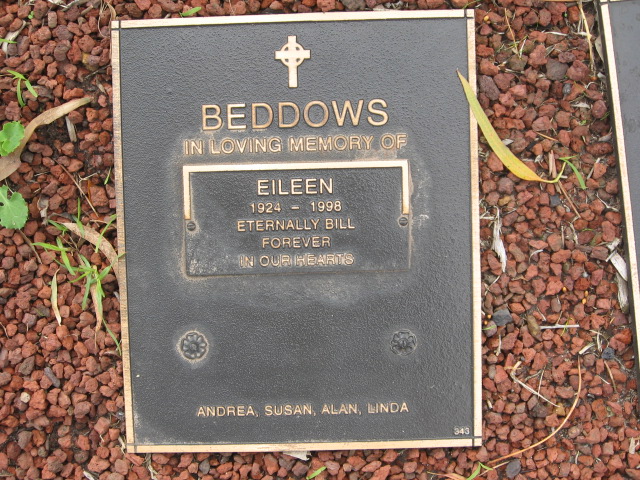 BEDDOWS
IN LOVING MEMORY OF
EILEEN
1924 - 1998
ETERNALLY BILL
FOREVER
IN OUR HEARTS
ANDREA, SUSAN, ALAN, LINDA
343